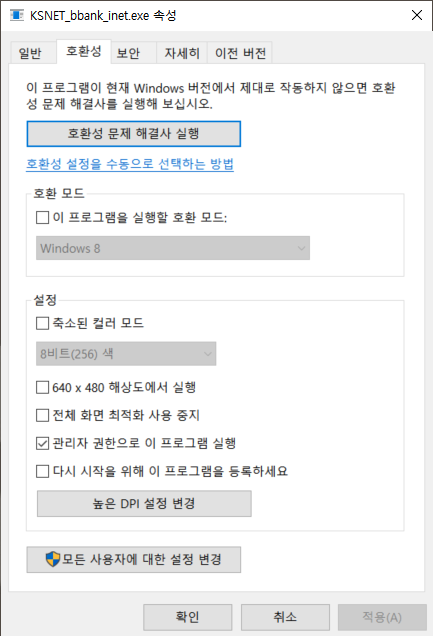 KSNET_bbank_inet.exe 속성
일반 호환성 보안 자세히 이전 버전
이 프로그램이 현재 Windows 버전에서 제대로 작동하지 않으면 호환
성 문제 해결사를 실행해 보십시오.
호환성 문제 해결사 실행
호환성 설정을 수동으로 선택하는 방법
호환 모드
이 프로그램을 실행할 호환 모드:
Windows 8
설정
축소된 컬러 모드
8비트(256) 색
640 x 480 해상도에서 실행
전체 화면 최적화 사용 중지
관리자 권한으로 이 프로그램 실행
다시 시작을 위해 이 프로그램을 등록하세요
높은 DPI 설정 변경
모든 사용자에 대한 설정 변경
확인 취소 적용(A)